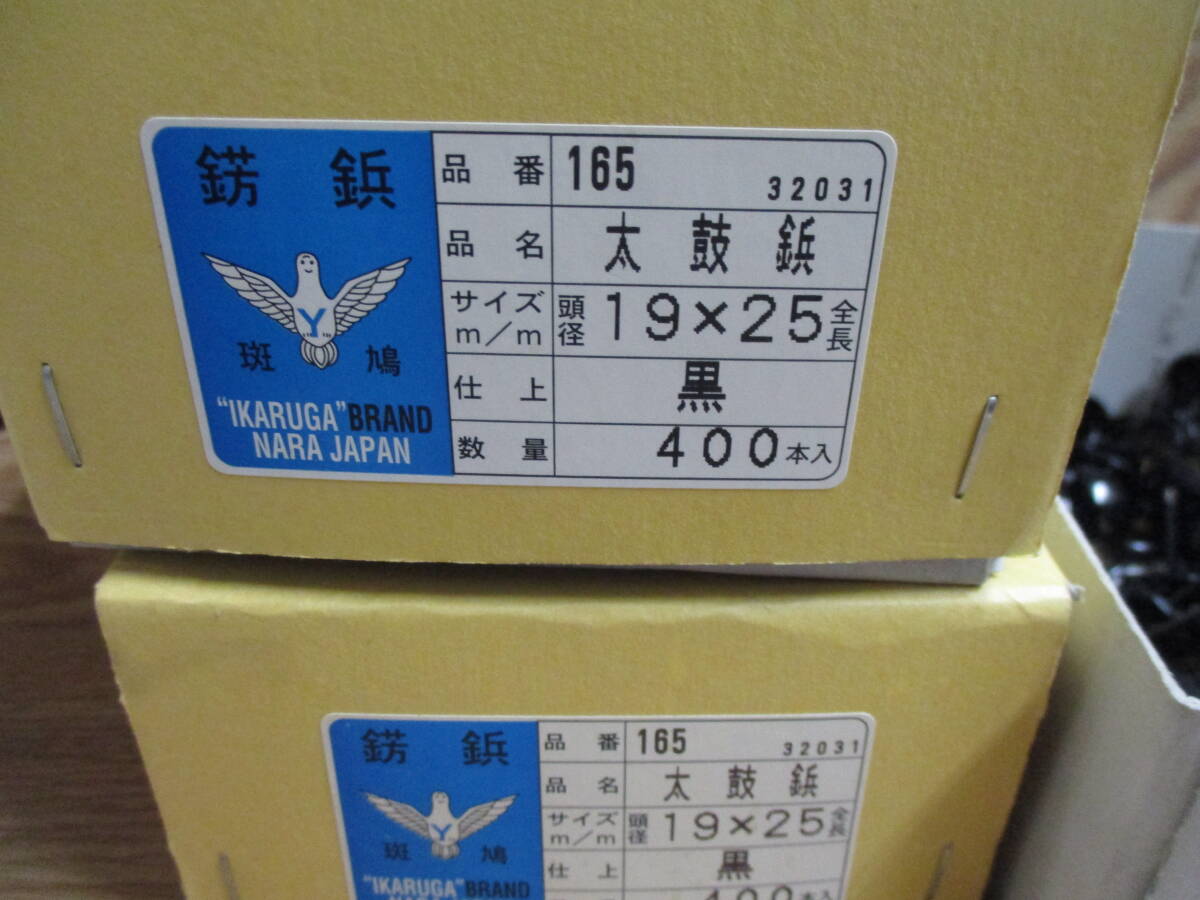 錺鋲
Y
斑鳩
"IKARUGA"BRAND
NARA JAPAN
品番 165 32031
品名 太鼓鋲
サイズ m/m 頭径 19×25 全長
仕上 黒
数量 400本入
錺鋲
Y
斑鳩
"IKARUGA"BRAND
品番 165 32031
品名 太鼓鋲
サイズ m/m 頭径 19×25 全長
仕上 黒